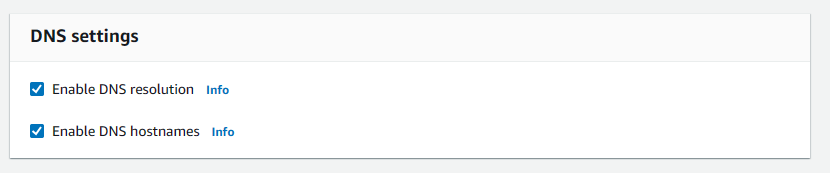 DNS settings
Enable DNS resolution Info
Enable DNS hostnames Info